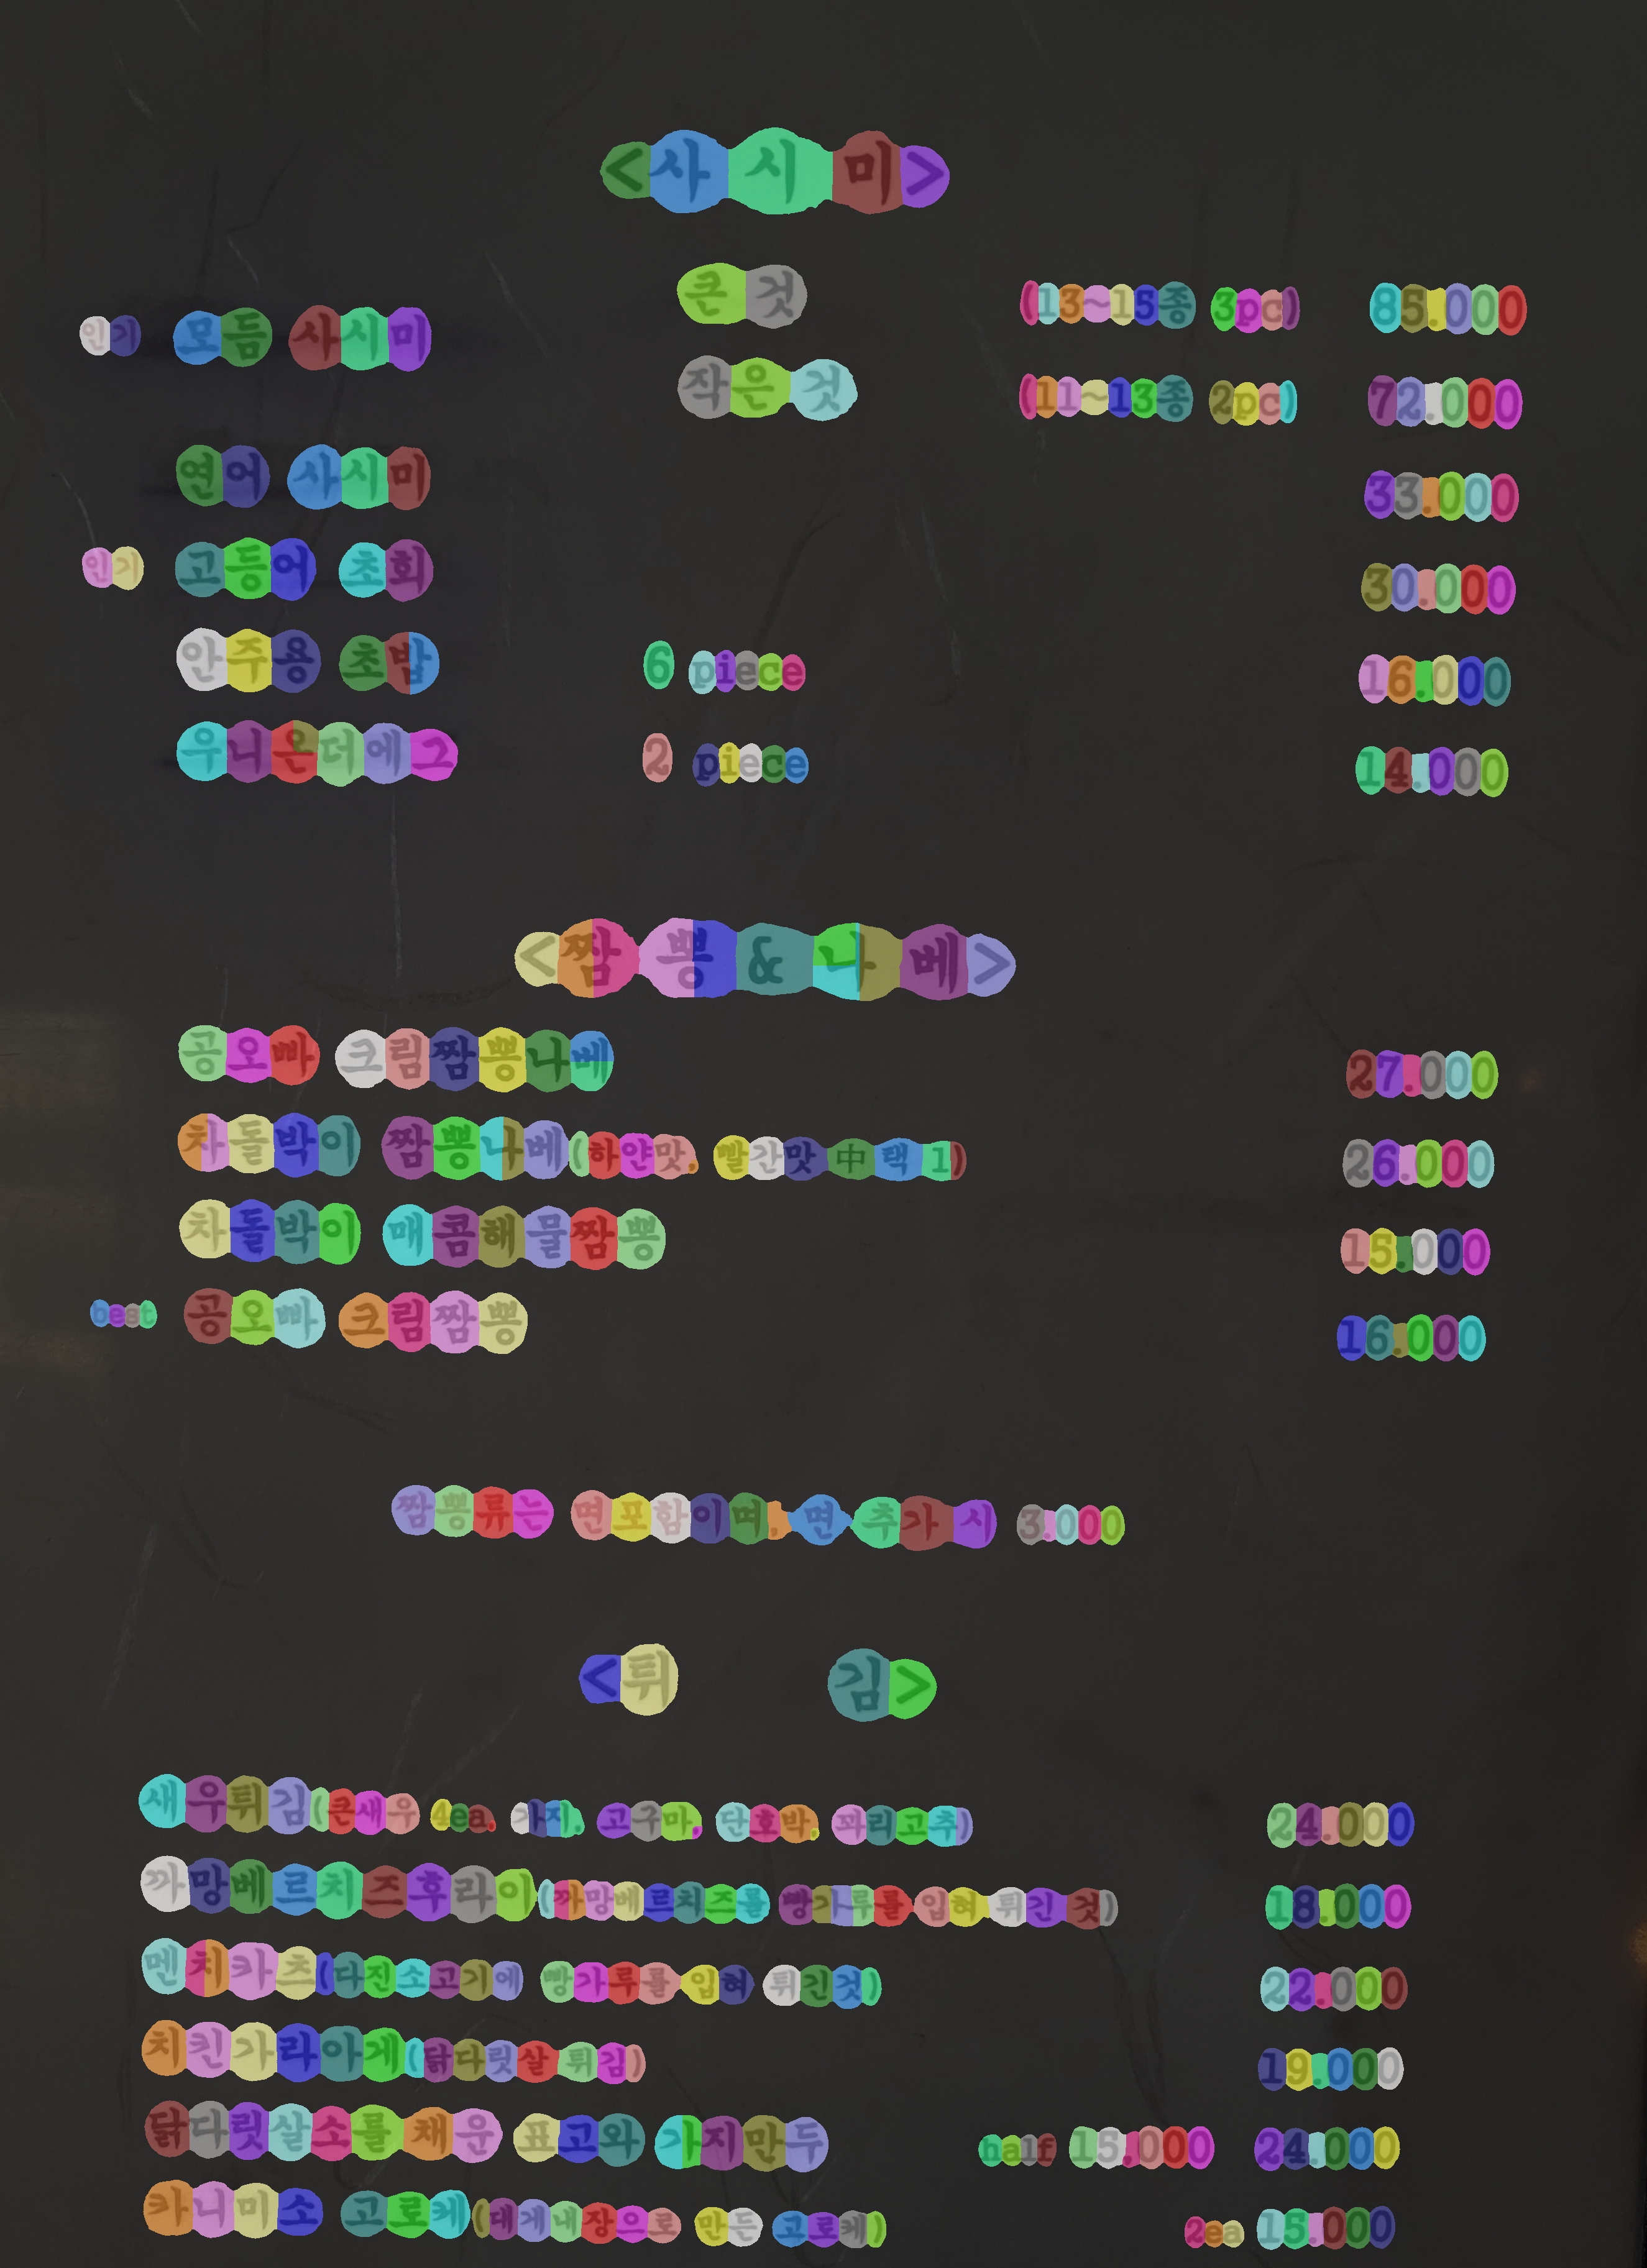 <사시미>
인기 모듬 사시미 큰것 (13~15종 3pc) 85.000
작은것 (11~13종 2pc) 72.000
연어 사시미 33.000
인기 고등어 초회 30.000
안주용 초밥 6 piece 16.000
우니온더에그 2 piece 14.000
<짬뽕&나베>
공오빠 크림짬뽕나베 27.000
차돌박이 짬뽕나베(하얀맛. 빨간맛中 택1) 26.000
차돌박이 매콤해물짬뽕 15.000
best 공오빠 크림짬뽕 16.000
짬뽕류는 면포함이며.면추가시 3.000
<튀 김>
새우튀김(큰새우 4ea. 가지. 고구마. 단호박. 꽈리고추) 24.000
까망베르치즈후라이(까망베르치즈를 빵가루를입혀튀긴것) 18.000
멘치카츠(다진소고기에 빵가루를입혀 튀긴것) 22.000
치킨가라아게(닭다릿살튀김) 19.000
닭다릿살소를채운 표고와 가지만두 half 15.000 24.000
카니미소 고로케(게내장으로 만든 고로케) 2ea 15.000